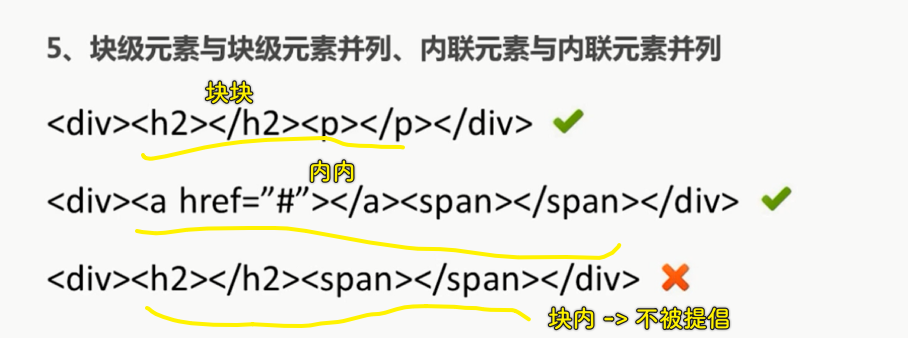 5、块级元素与块级元素并列、内联元素与内联元素并列
块块
<div><h2></h2><p></p></div>
内内
<div><a href=”#”></a><span></span></div>
<div><h2></h2><span></span></div>
块内 -> 不被提倡